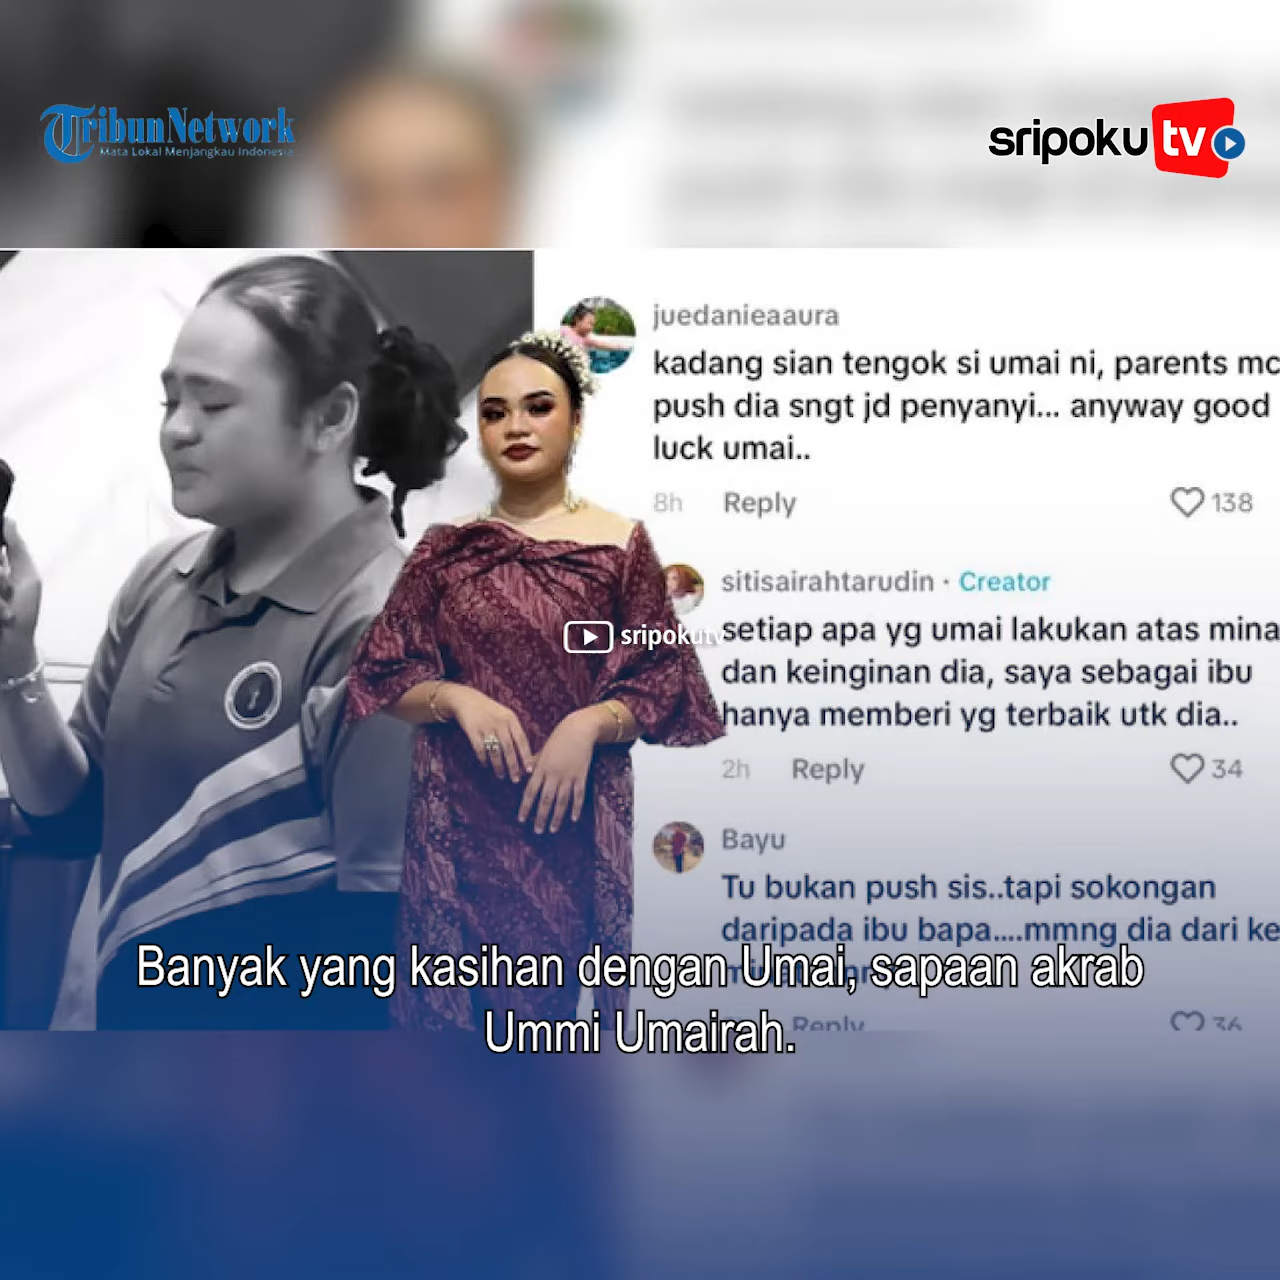 TribunNetwork
Mata Lokal Menjangkau Indonesia
sripoku tv
juedanieaaura
kadang sian tengok si umai ni, parents mc
push dia sngt jd penyanyi... anyway good
luck umai..
8h Reply 138
sitisairahtarudin · Creator
setiap apa yg umai lakukan atas mina
dan keinginan dia, saya sebagai ibu
hanya memberi yg terbaik utk dia..
sripokutv
2h Reply 34
Bayu
Tu bukan push sis..tapi sokongan
daripada ibu bapa....mmng dia dari ke
Banyak yang kasihan dengan Umai, sapaan akrab
Ummi Umairah.
Reply 36